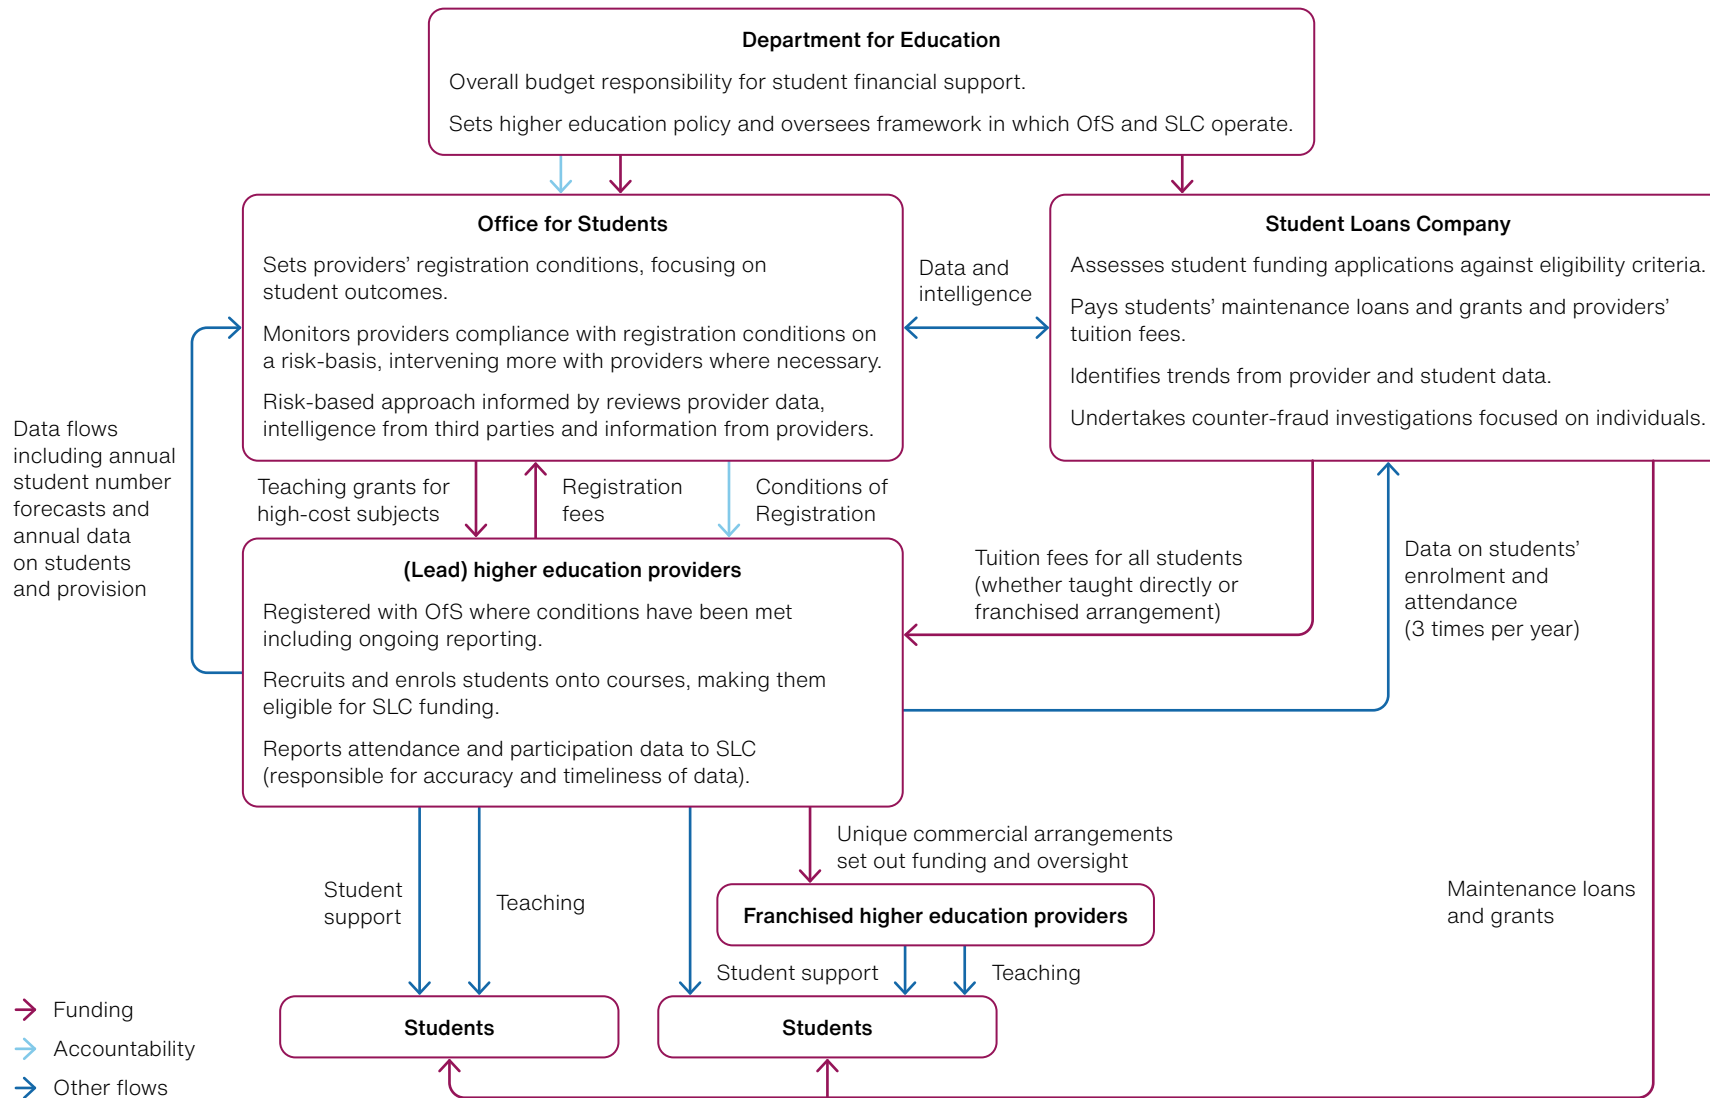 Department for Education
Overall budget responsibility for student financial support.
Sets higher education policy and oversees framework in which OfS and SLC operate.
Office for Students
Sets providers’ registration conditions, focusing on
student outcomes.
Monitors providers compliance with registration conditions on
a risk-basis, intervening more with providers where necessary.
Risk-based approach informed by reviews provider data,
intelligence from third parties and information from providers.
Data and
intelligence
Student Loans Company
Assesses student funding applications against eligibility criteria.
Pays students’ maintenance loans and grants and providers’
tuition fees.
Identifies trends from provider and student data.
Undertakes counter-fraud investigations focused on individuals.
Data flows
including annual
student number
forecasts and
annual data
on students
and provision
Teaching grants for
high-cost subjects
Registration
fees
Conditions of
Registration
(Lead) higher education providers
Registered with OfS where conditions have been met
including ongoing reporting.
Recruits and enrols students onto courses, making them
eligible for SLC funding.
Reports attendance and participation data to SLC
(responsible for accuracy and timeliness of data).
Tuition fees for all students
(whether taught directly or
franchised arrangement)
Data on students’
enrolment and
attendance
(3 times per year)
Unique commercial arrangements
set out funding and oversight
Student
support
Teaching
Franchised higher education providers
Maintenance loans
and grants
Student support
Teaching
Students
Students
Funding
Accountability
Other flows